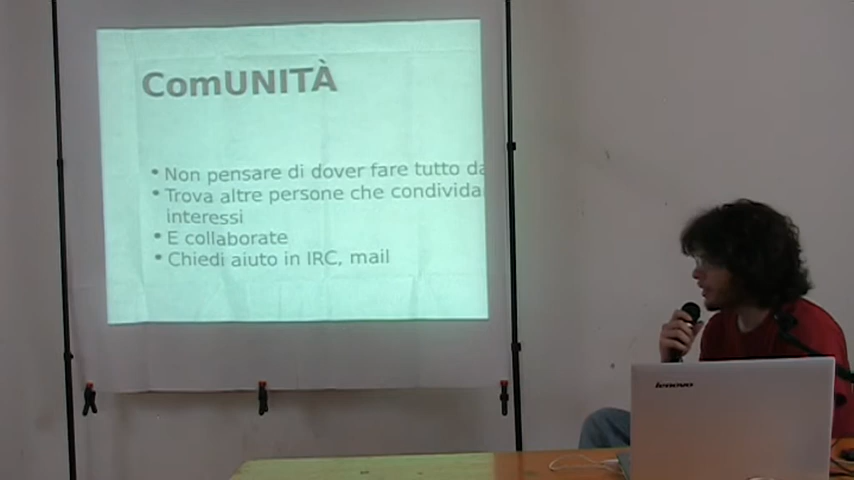 ComUNITÀ
• Non pensare di dover fare tutto da
• Trova altre persone che condivida
interessi
• E collaborate
• Chiedi aiuto in IRC, mail
lenovo